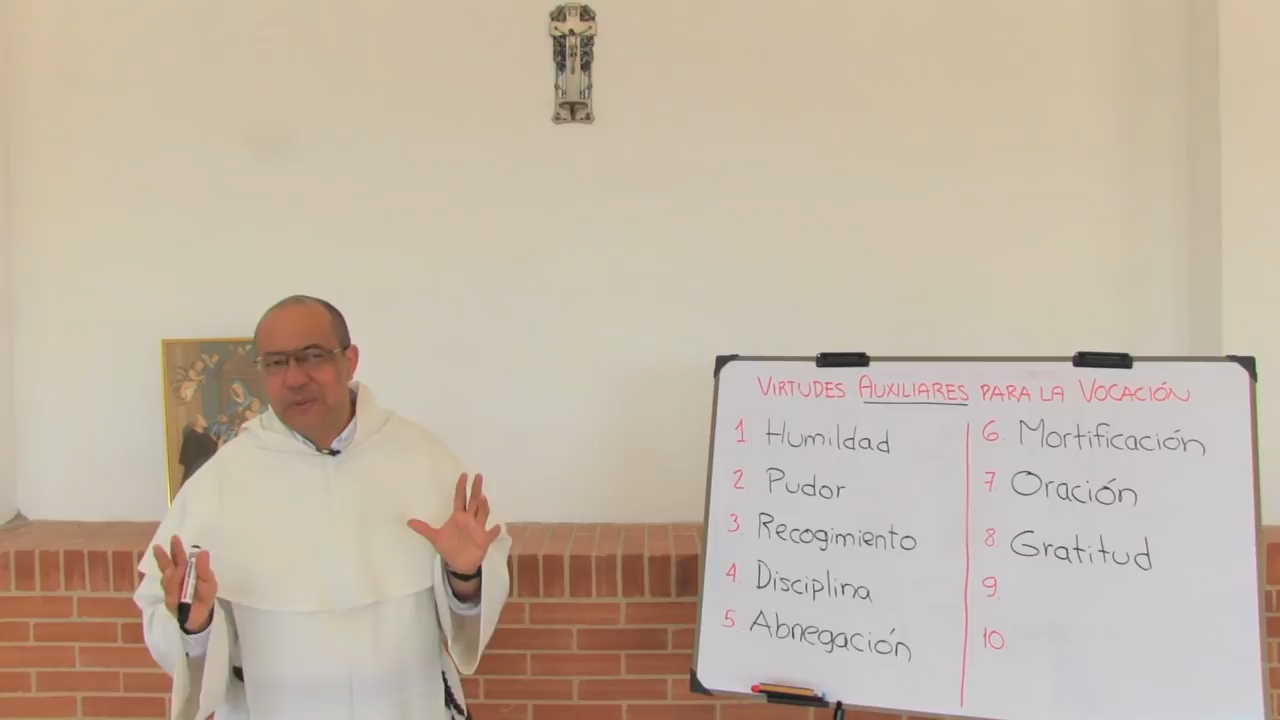 VIRTUDES AUXILIARES PARA LA VOCACIÓN
1. Humildad
2. Pudor
3. Recogimiento
4. Disciplina
5. Abnegación
6. Mortificación
7. Oración
8. Gratitud
9.
10.